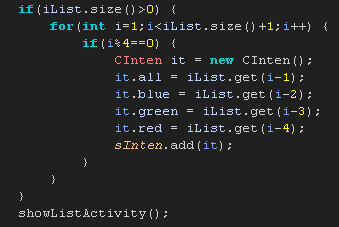 if(iList.size()>0) {
for(int i=1;i<iList.size()+1;i++) {
if(i%4==0) {
CInten it = new CInten();
it.all = iList.get(i-1);
it.blue = iList.get(i-2);
it.green = iList.get(i-3);
it.red = iList.get(i-4);
sInten.add(it);
}
}
}
showListActivity();